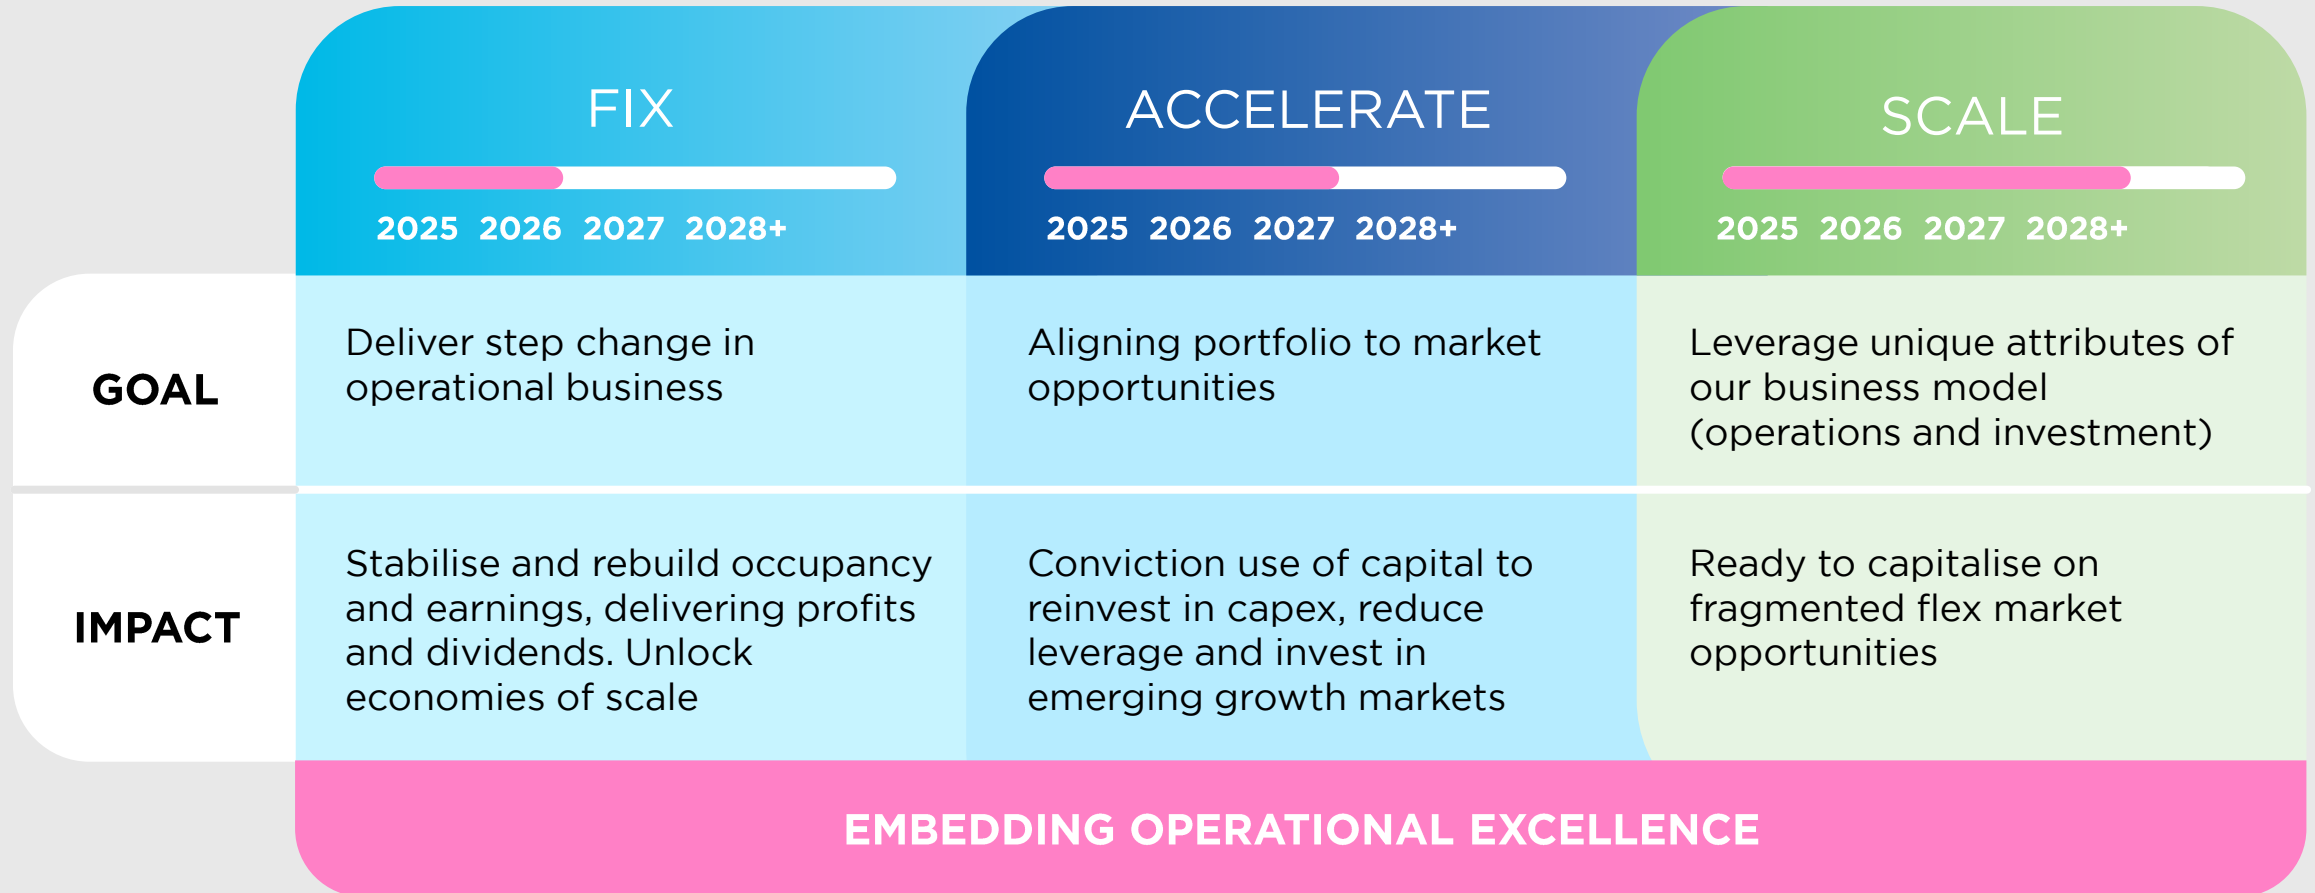 FIX
2025 2026 2027 2028+
ACCELERATE
2025 2026 2027 2028+
SCALE
2025 2026 2027 2028+
GOAL
Deliver step change in
operational business
Aligning portfolio to market
opportunities
Leverage unique attributes of
our business model
(operations and investment)
IMPACT
Stabilise and rebuild occupancy
and earnings, delivering profits
and dividends. Unlock
economies of scale
Conviction use of capital to
reinvest in capex, reduce
leverage and invest in
emerging growth markets
Ready to capitalise on
fragmented flex market
opportunities
EMBEDDING OPERATIONAL EXCELLENCE